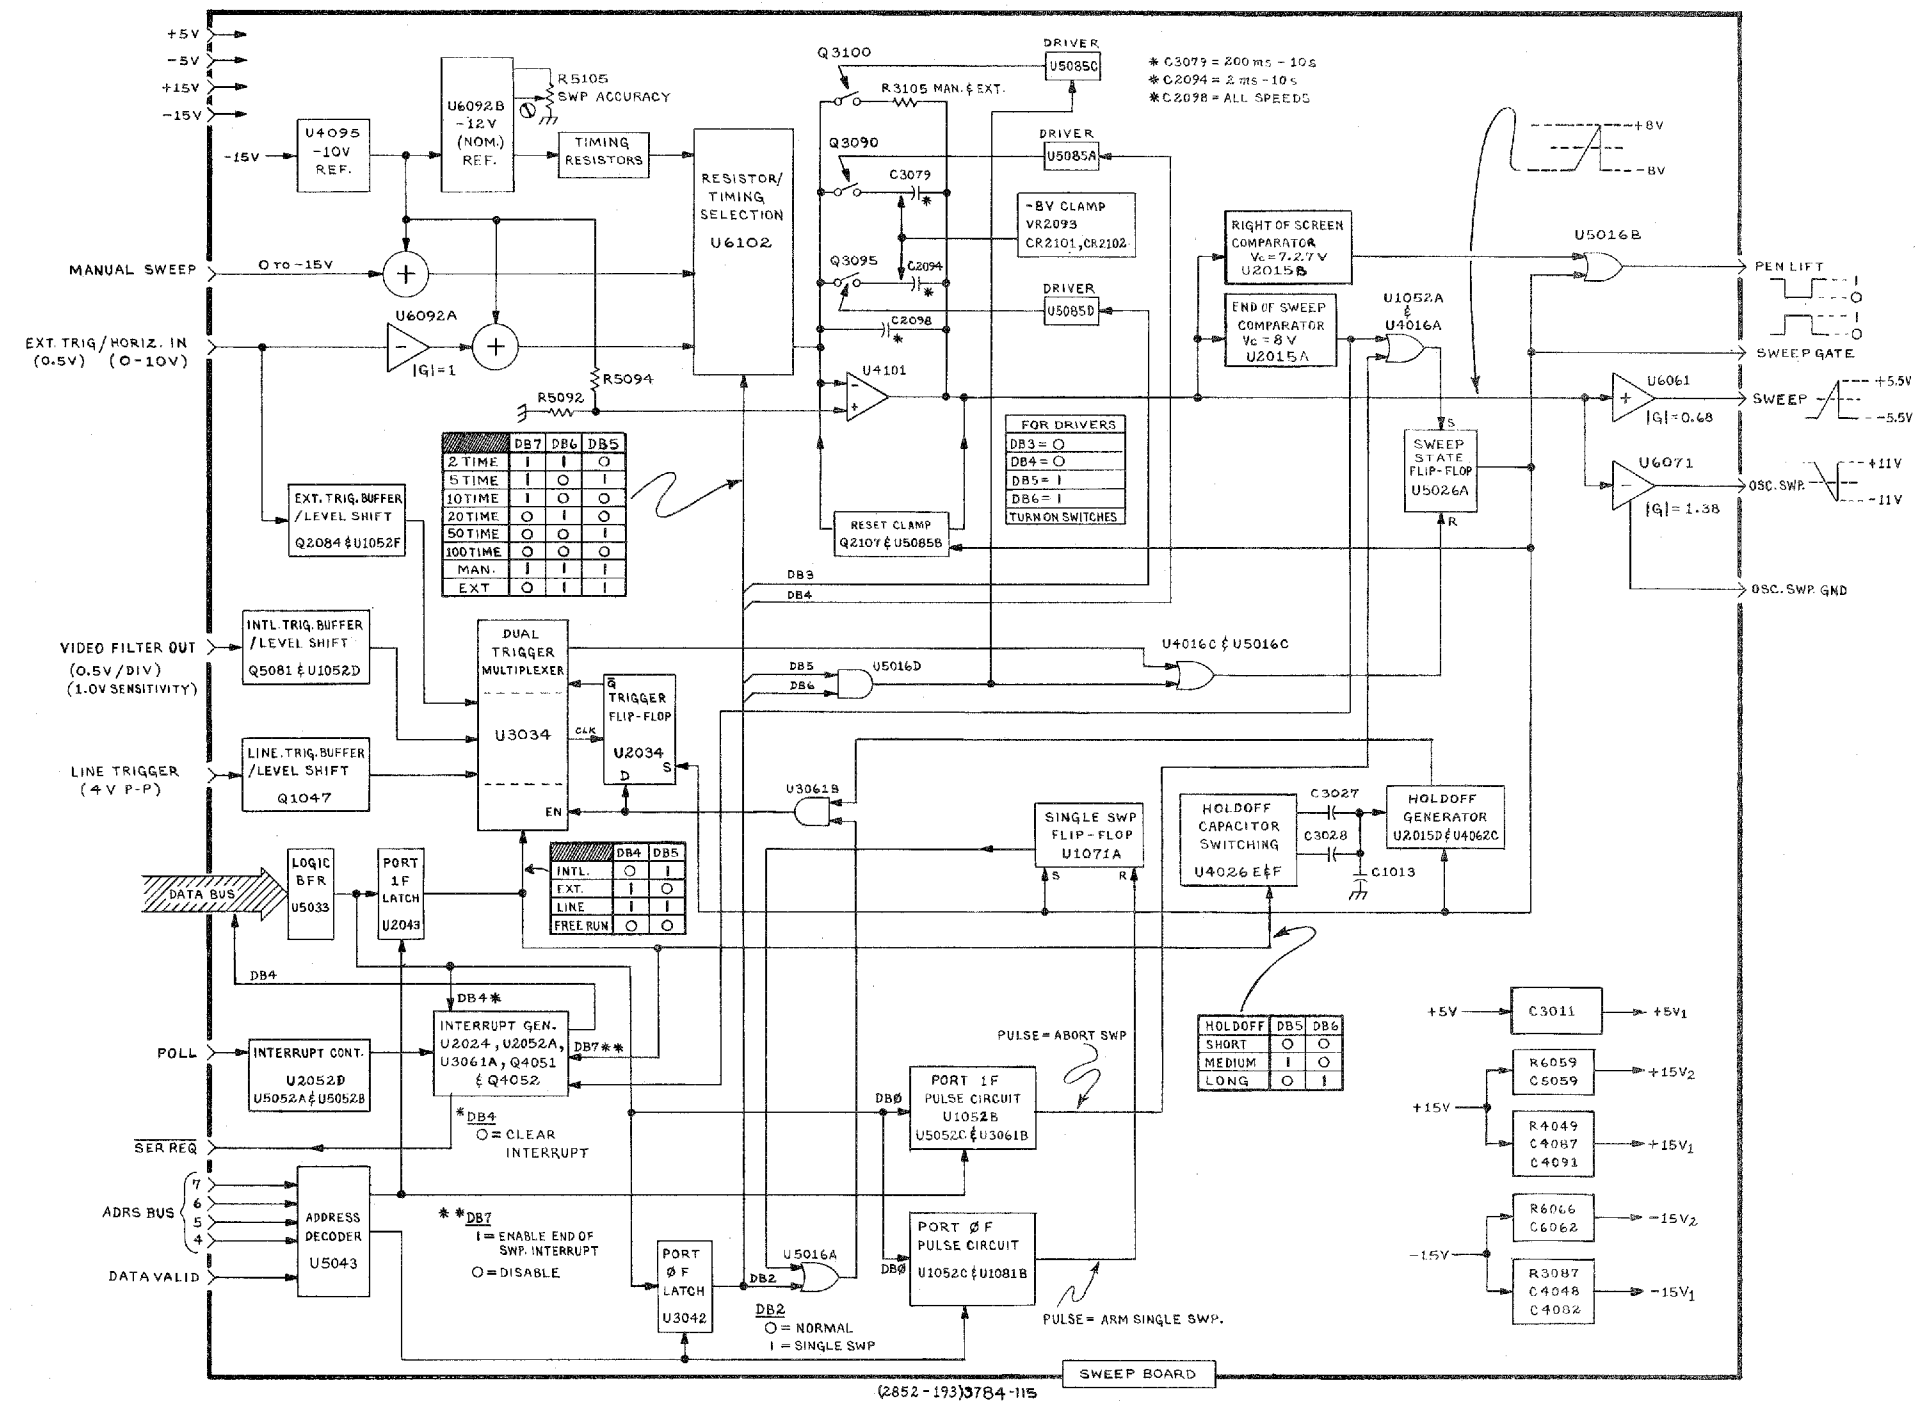 +5V
-5V
+15V
-15V
-15V
U4095
-10V
REF.
U6092B
-12V
(NOM.)
REF.
R5105
SWP ACCURACY
TIMING
RESISTORS
RESISTOR/
TIMING
SELECTION
U6102
Q3100
R3105 MAN. & EXT.
DRIVER
U5085C
* C3079 = 200 ms - 10 s
* C2094 = 2 ms - 10 s
* C2098 = ALL SPEEDS
Q3090
C3079
*
DRIVER
U5085A
-8V CLAMP
VR2093
CR2101, CR2102
Q3095
C2094
*
DRIVER
U5085D
C2098
*
U4101
+8V
-8V
RIGHT OF SCREEN
COMPARATOR
Vc = 7.27 V
U2015B
END OF SWEEP
COMPARATOR
Vc = 8 V
U2015A
U5016B
U1052A
&
U4016A
PEN LIFT
1
0
1
0
SWEEP GATE
MANUAL SWEEP
0 TO -15V
+
EXT. TRIG/HORIZ. IN
(0.5V) (0-10V)
U6092A
-
|G|=1
+
R5094
R5092
-
+
U6061
+
|G|=0.68
SWEEP
+5.5V
-5.5V
U6071
-
|G|=1.38
OSC. SWP.
+11V
-11V
OSC. SWP. GND
S
SWEEP
STATE
FLIP-FLOP
U5026A
R
FOR DRIVERS
DB3 = 0
DB4 = 0
DB5 = 1
DB6 = 1
TURN ON SWITCHES
RESET CLAMP
Q2107 & U5085B
DB7 DB6 DB5
2 TIME 1 1 0
5 TIME 1 0 1
10 TIME 1 0 0
20 TIME 0 1 0
50 TIME 0 0 1
100 TIME 0 0 0
MAN. 1 1 1
EXT 0 1 1
EXT. TRIG. BUFFER
/LEVEL SHIFT
Q2084 & U1052F
DB3
DB4
VIDEO FILTER OUT
(0.5V/DIV)
(1.0V SENSITIVITY)
INTL. TRIG. BUFFER
/LEVEL SHIFT
Q5081 & U1052D
DUAL
TRIGGER
MULTIPLEXER
U3034
EN
CLK
Q̅
TRIGGER
FLIP-FLOP
U2034
D
S
DB5
DB6
U5016D
U4016C & U5016C
LINE TRIGGER
(4V P-P)
LINE. TRIG. BUFFER
/LEVEL SHIFT
Q1047
U3061B
SINGLE SWP
FLIP-FLOP
U1071A
S
R
HOLDOFF
CAPACITOR
SWITCHING
U4026 E & F
C3027
C3028
C1013
HOLDOFF
GENERATOR
U2015D & U4062C
DATA BUS
LOGIC
BFR
U5033
PORT
1F
LATCH
U2043
DB4 DB5
INTL. 0 1
EXT. 1 0
LINE 1 1
FREE RUN 0 0
DB4
DB4*
POLL
INTERRUPT CONT.
U2052D
U5052A & U5052B
INTERRUPT GEN.
U2024, U2052A,
U3061A, Q4051
& Q4052
DB7**
PULSE = ABORT SWP
HOLDOFF DB5 DB6
SHORT 0 0
MEDIUM 1 0
LONG 0 1
+5V
C3011
+5V1
+15V
R6059
C5059
+15V2
R4049
C4087
C4091
+15V1
-15V
R6066
C6062
-15V2
R3087
C4048
C4082
-15V1
SER REQ
*DB4
0 = CLEAR
INTERRUPT
DBØ
PORT 1F
PULSE CIRCUIT
U1052B
U5052C & U3061B
ADRS BUS
7
6
5
4
DATA VALID
ADDRESS
DECODER
U5043
**DB7
1 = ENABLE END OF
SWP. INTERRUPT
0 = DISABLE
PORT
ØF
LATCH
U3042
DB2
U5016A
DBØ
PORT ØF
PULSE CIRCUIT
U1052C & U1081B
DB2
0 = NORMAL
1 = SINGLE SWP
PULSE = ARM SINGLE SWP.
SWEEP BOARD
(2852-193)3784-115